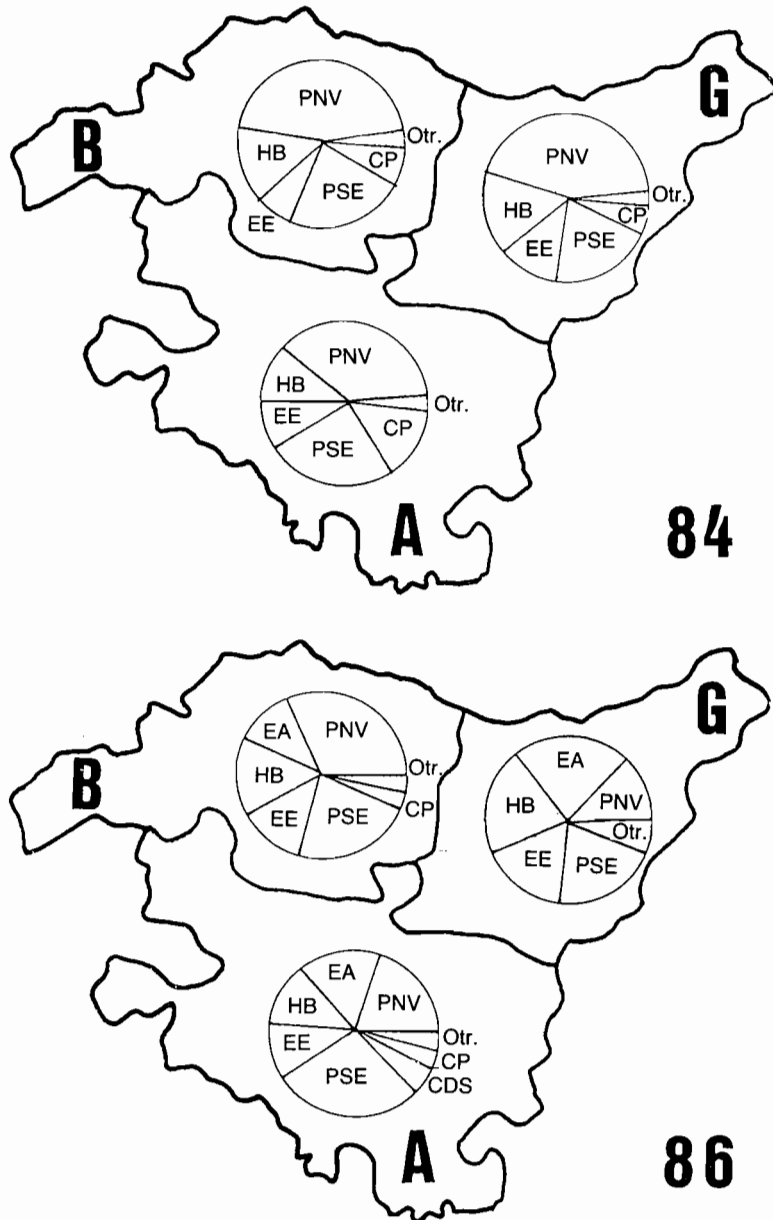 G
B
PNV
Otr.
HB
CP
PSE
EE
PNV
Otr.
HB
CP
EE
PSE
PNV
HB
Otr.
EE
CP
PSE
A
84
G
B
EA
PNV
Otr.
HB
CP
EE
PSE
EA
PNV
HB
Otr.
EE
PSE
EA
HB
PNV
Otr.
EE
CP
PSE
CDS
A
86